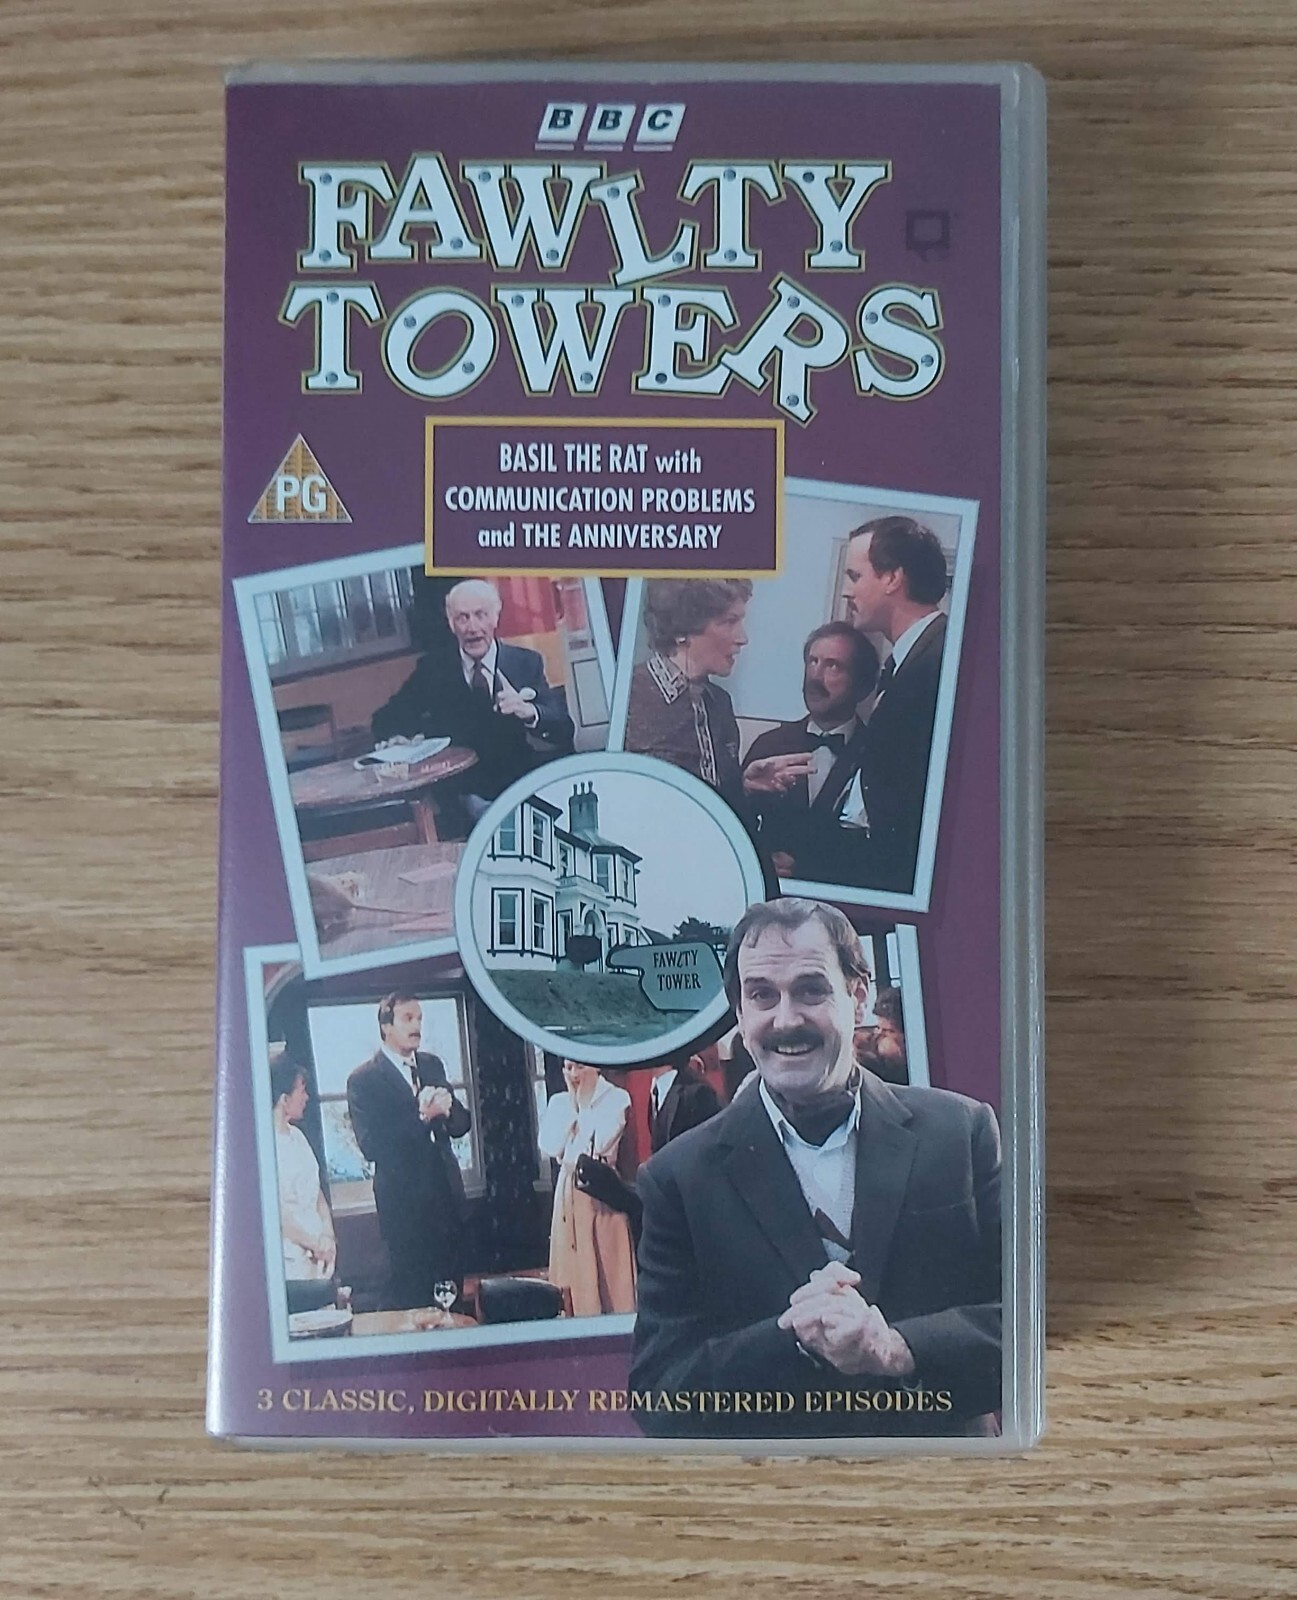 BBC
FAWLTY
TOWERS
PG
BASIL THE RAT with
COMMUNICATION PROBLEMS
and THE ANNIVERSARY
FAWLTY
TOWER
3 CLASSIC, DIGITALLY REMASTERED EPISODES